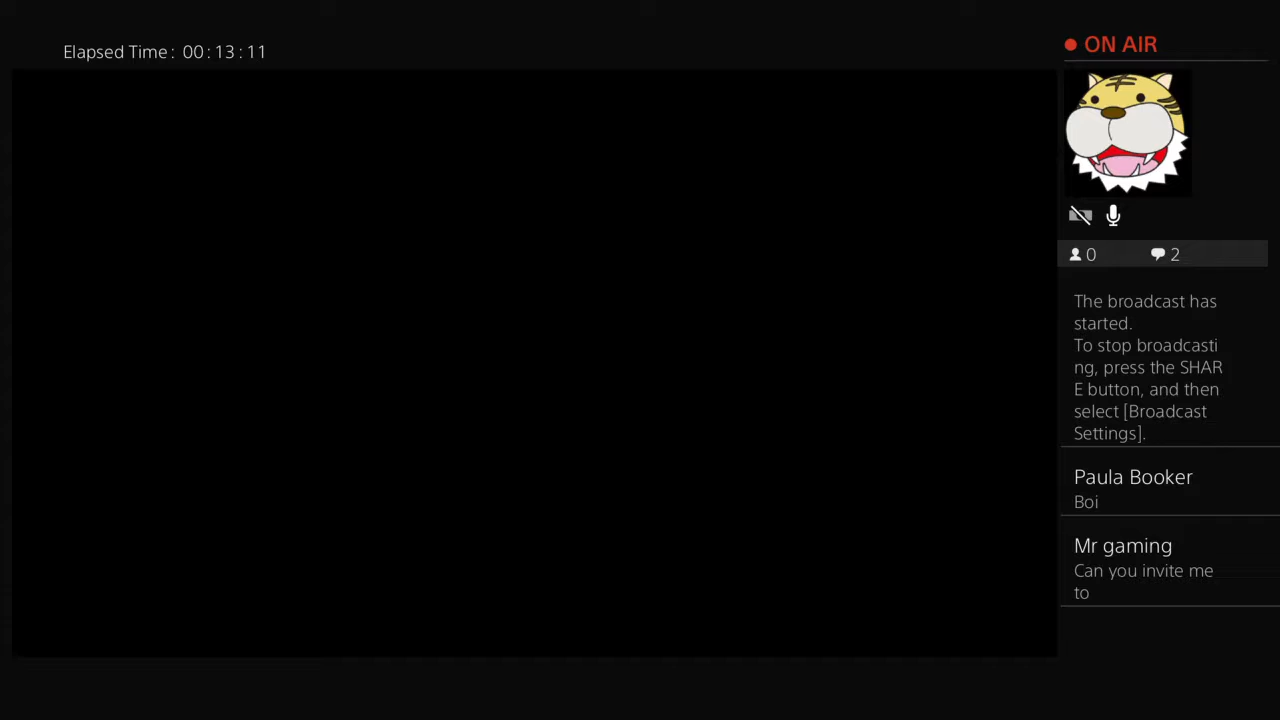 Elapsed Time: 00:13:11
ON AIR
0 2
The broadcast has
started.
To stop broadcasti
ng, press the SHAR
E button, and then
select [Broadcast
Settings].
Paula Booker
Boi
Mr gaming
Can you invite me
to